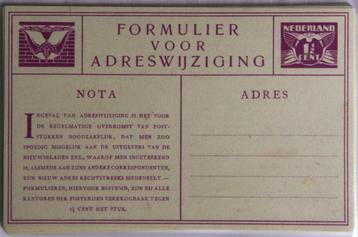 FORMULIER
VOOR
ADRESWIJZIGING
NEDERLAND
1½
CENT
NOTA
INGEVAL VAN ADRESWIJZIGING IS HET VOOR
DE REGELMATIGE OVERKOMST VAN POST-
STUKKEN NOODZAKELIJK, DAT MEN ZOO
SPOEDIG MOGELIJK AAN DE UITGEVERS VAN DE
NIEUWSBLADEN ENZ., WAAROP MEN INGETEEKEND
IS, ALSMEDE AAN ZIJNE ANDERE CORRESPONDENTEN,
ZIJN NIEUW ADRES RECHTSTREEKS MEDEDEELT.—
FORMULIEREN, HIERVOOR BESTEMD, ZIJN BIJ ALLE
KANTOREN DER POSTERIJEN VERKRIJGBAAR TEGEN
1½ CENT HET STUK.
ADRES